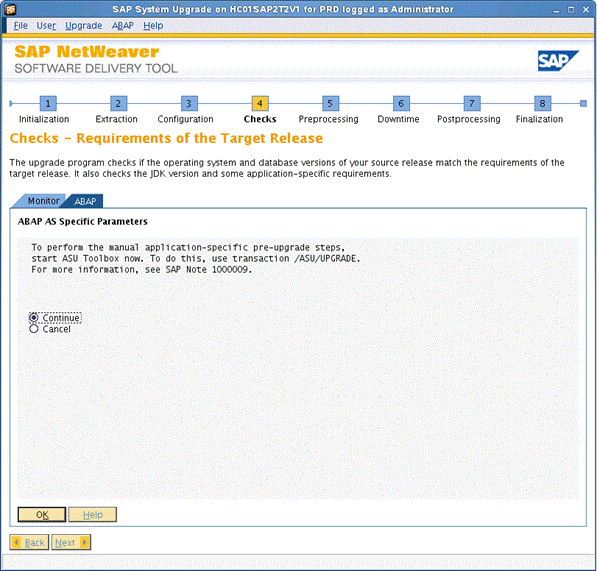 SAP System Upgrade on HC01SAP2T2V1 for PRD logged as Administrator
File User Upgrade ABAP Help
SAP NetWeaver
SOFTWARE DELIVERY TOOL
SAP
1 2 3 4 5 6 7 8
Initialization Extraction Configuration Checks Preprocessing Downtime Postprocessing Finalization
Checks - Requirements of the Target Release
The upgrade program checks if the operating system and database versions of your source release match the requirements of the
target release. It also checks the JDK version and some application-specific requirements.
Monitor ABAP
ABAP AS Specific Parameters
To perform the manual application-specific pre-upgrade steps,
start ASU Toolbox now. To do this, use transaction /ASU/UPGRADE.
For more information, see SAP Note 1000009.
Continue
Cancel
OK Help
Back Next